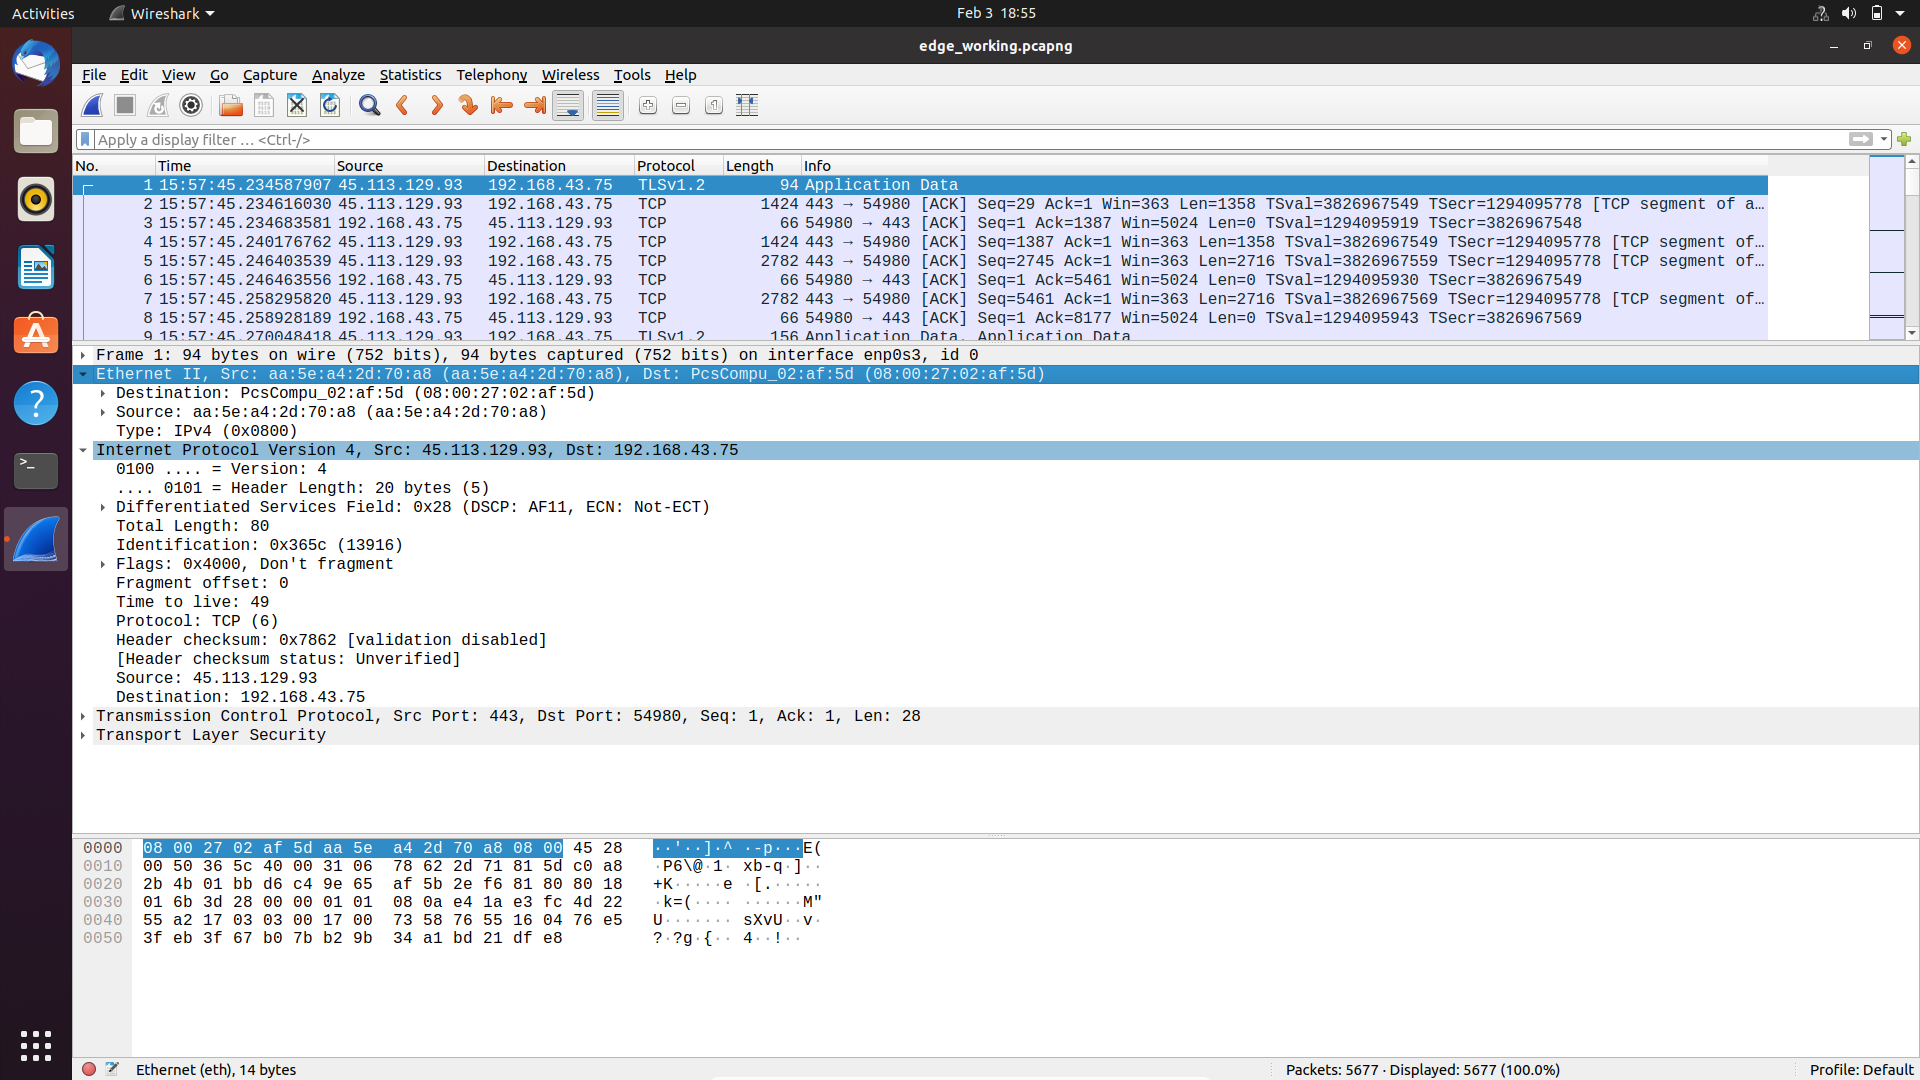 Activities Wireshark Feb 3 18:55
edge_working.pcapng
File Edit View Go Capture Analyze Statistics Telephony Wireless Tools Help
Apply a display filter … <Ctrl-/>
No. Time Source Destination Protocol Length Info
1 15:57:45.234587907 45.113.129.93 192.168.43.75 TLSv1.2 94 Application Data
2 15:57:45.234616030 45.113.129.93 192.168.43.75 TCP 1424 443 → 54980 [ACK] Seq=29 Ack=1 Win=363 Len=1358 TSval=3826967549 TSecr=1294095778 [TCP segment of a…
3 15:57:45.234683581 192.168.43.75 45.113.129.93 TCP 66 54980 → 443 [ACK] Seq=1 Ack=1387 Win=5024 Len=0 TSval=1294095919 TSecr=3826967548
4 15:57:45.240176762 45.113.129.93 192.168.43.75 TCP 1424 443 → 54980 [ACK] Seq=1387 Ack=1 Win=363 Len=1358 TSval=3826967549 TSecr=1294095778 [TCP segment of…
5 15:57:45.246403539 45.113.129.93 192.168.43.75 TCP 2782 443 → 54980 [ACK] Seq=2745 Ack=1 Win=363 Len=2716 TSval=3826967559 TSecr=1294095778 [TCP segment of…
6 15:57:45.246463556 192.168.43.75 45.113.129.93 TCP 66 54980 → 443 [ACK] Seq=1 Ack=5461 Win=5024 Len=0 TSval=1294095930 TSecr=3826967549
7 15:57:45.258295820 45.113.129.93 192.168.43.75 TCP 2782 443 → 54980 [ACK] Seq=5461 Ack=1 Win=363 Len=2716 TSval=3826967569 TSecr=1294095778 [TCP segment of…
8 15:57:45.258928189 192.168.43.75 45.113.129.93 TCP 66 54980 → 443 [ACK] Seq=1 Ack=8177 Win=5024 Len=0 TSval=1294095943 TSecr=3826967569
9 15:57:45.270048418 45.113.129.93 192.168.43.75 TLSv1.2 156 Application Data, Application Data
Frame 1: 94 bytes on wire (752 bits), 94 bytes captured (752 bits) on interface enp0s3, id 0
Ethernet II, Src: aa:5e:a4:2d:70:a8 (aa:5e:a4:2d:70:a8), Dst: PcsCompu_02:af:5d (08:00:27:02:af:5d)
Destination: PcsCompu_02:af:5d (08:00:27:02:af:5d)
Source: aa:5e:a4:2d:70:a8 (aa:5e:a4:2d:70:a8)
Type: IPv4 (0x0800)
Internet Protocol Version 4, Src: 45.113.129.93, Dst: 192.168.43.75
0100 .... = Version: 4
.... 0101 = Header Length: 20 bytes (5)
Differentiated Services Field: 0x28 (DSCP: AF11, ECN: Not-ECT)
Total Length: 80
Identification: 0x365c (13916)
Flags: 0x4000, Don't fragment
Fragment offset: 0
Time to live: 49
Protocol: TCP (6)
Header checksum: 0x7862 [validation disabled]
[Header checksum status: Unverified]
Source: 45.113.129.93
Destination: 192.168.43.75
Transmission Control Protocol, Src Port: 443, Dst Port: 54980, Seq: 1, Ack: 1, Len: 28
Transport Layer Security
0000 08 00 27 02 af 5d aa 5e a4 2d 70 a8 08 00 45 28 ··'··]·^ ·-p···E(
0010 00 50 36 5c 40 00 31 06 78 62 2d 71 81 5d c0 a8 ·P6\@·1· xb-q·]··
0020 2b 4b 01 bb d6 c4 9e 65 af 5b 2e f6 81 80 80 18 +K·····e ·[.·····
0030 01 6b 3d 28 00 00 01 01 08 0a e4 1a e3 fc 4d 22 ·k=(···· ······M"
0040 55 a2 17 03 03 00 17 00 73 58 76 55 16 04 76 e5 U······· sXvU··v·
0050 3f eb 3f 67 b0 7b b2 9b 34 a1 bd 21 df e8 ?·?g·{·· 4··!··
Ethernet (eth), 14 bytes Packets: 5677 · Displayed: 5677 (100.0%) Profile: Default